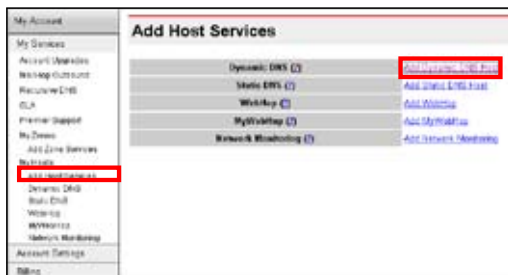 My Account
My Services
Account Upgrades
MailHop Outbound
Recursive DNS
SLA
Premier Support
My Zones
Add Zone Services
My Hosts
Add Host Services
Dynamic DNS
Static DNS
WebHop
MyWebHop
Network Monitoring
Account Settings
Billing
Add Host Services
Dynamic DNS (?) Add Dynamic DNS Host
Static DNS (?) Add Static DNS Host
WebHop (?) Add WebHop
MyWebHop (?) Add MyWebHop
Network Monitoring (?) Add Network Monitoring